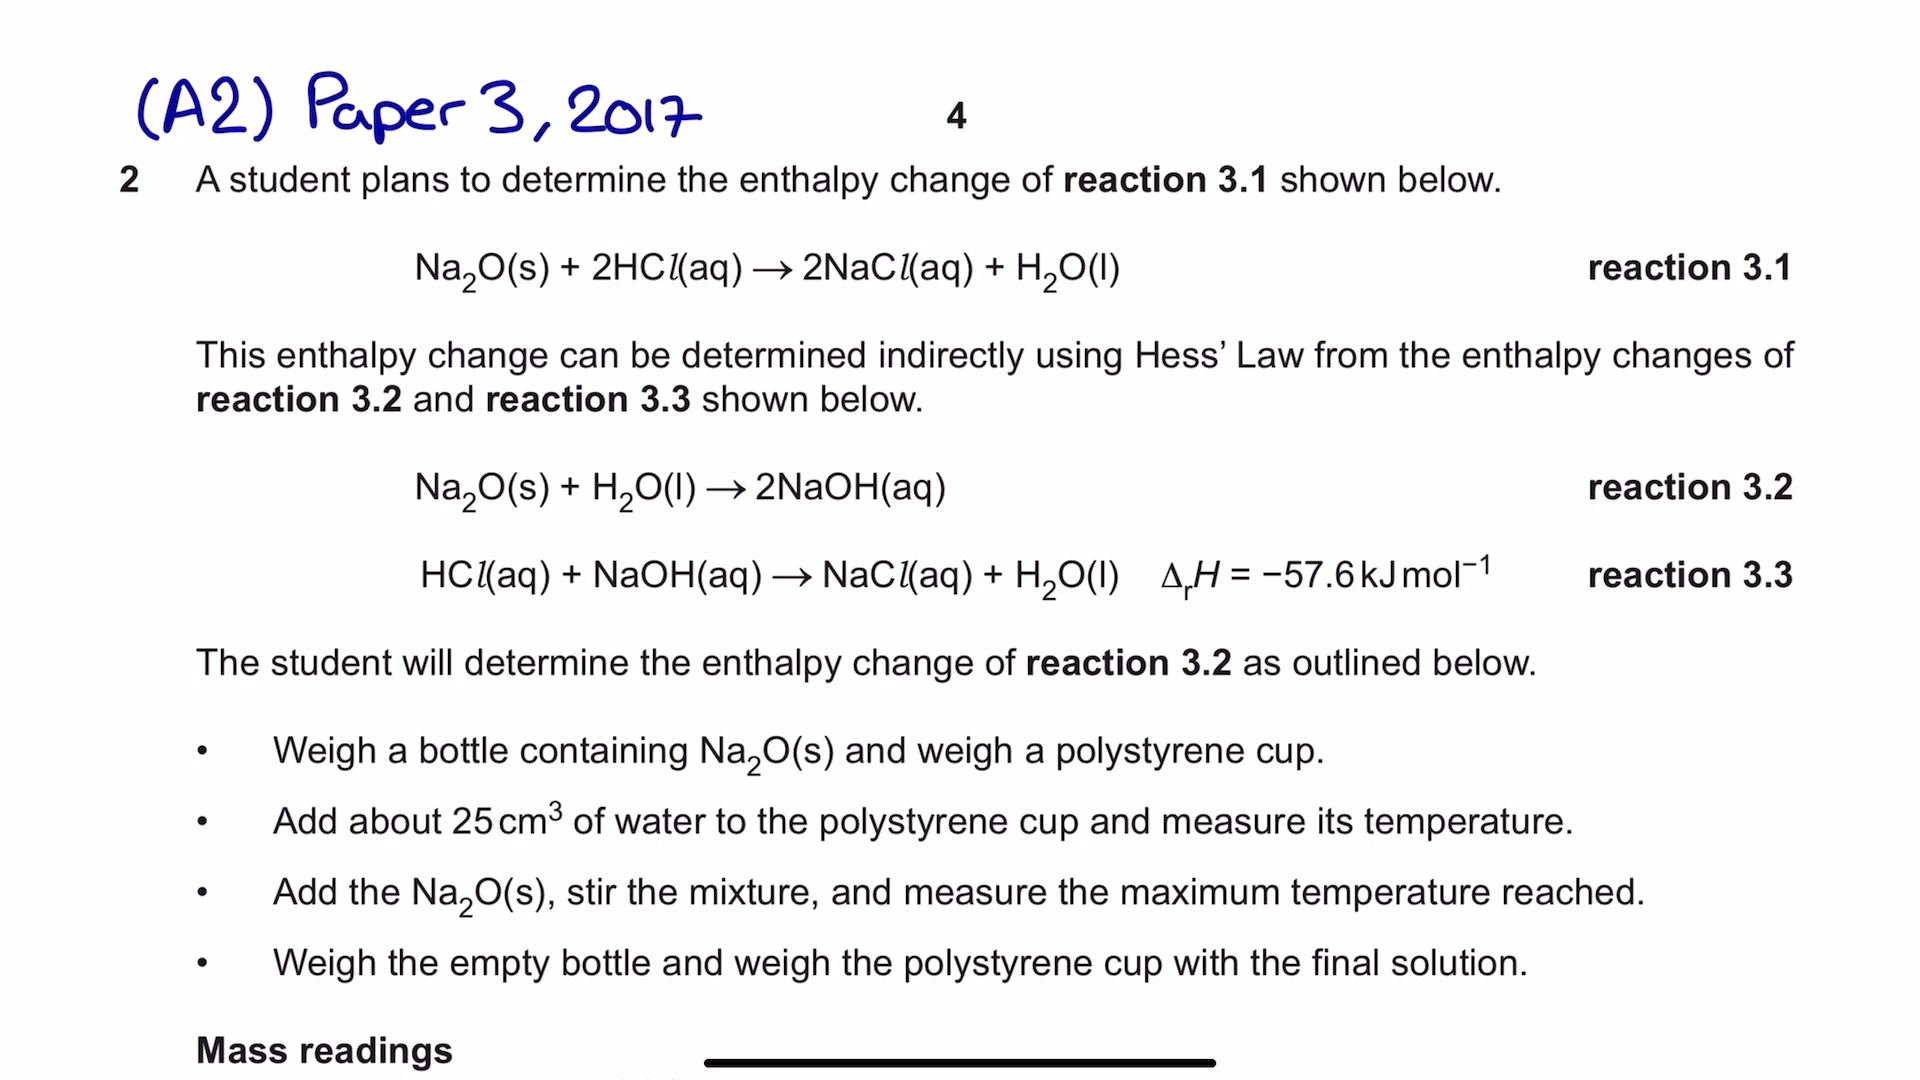 (A2) Paper 3, 2017
4
2 A student plans to determine the enthalpy change of reaction 3.1 shown below.
Na₂O(s) + 2HCl(aq) → 2NaCl(aq) + H₂O(l) reaction 3.1
This enthalpy change can be determined indirectly using Hess’ Law from the enthalpy changes of
reaction 3.2 and reaction 3.3 shown below.
Na₂O(s) + H₂O(l) → 2NaOH(aq) reaction 3.2
HCl(aq) + NaOH(aq) → NaCl(aq) + H₂O(l) ΔᵣH = −57.6 kJ mol⁻¹ reaction 3.3
The student will determine the enthalpy change of reaction 3.2 as outlined below.
• Weigh a bottle containing Na₂O(s) and weigh a polystyrene cup.
• Add about 25 cm³ of water to the polystyrene cup and measure its temperature.
• Add the Na₂O(s), stir the mixture, and measure the maximum temperature reached.
• Weigh the empty bottle and weigh the polystyrene cup with the final solution.
Mass readings